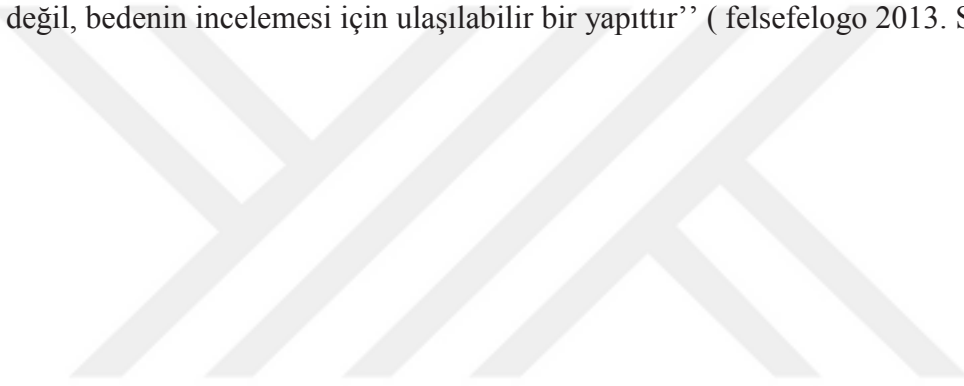 değil, bedenin incelemesi için ulaşılabilir bir yapıttır’’ ( felsefelogo 2013. S